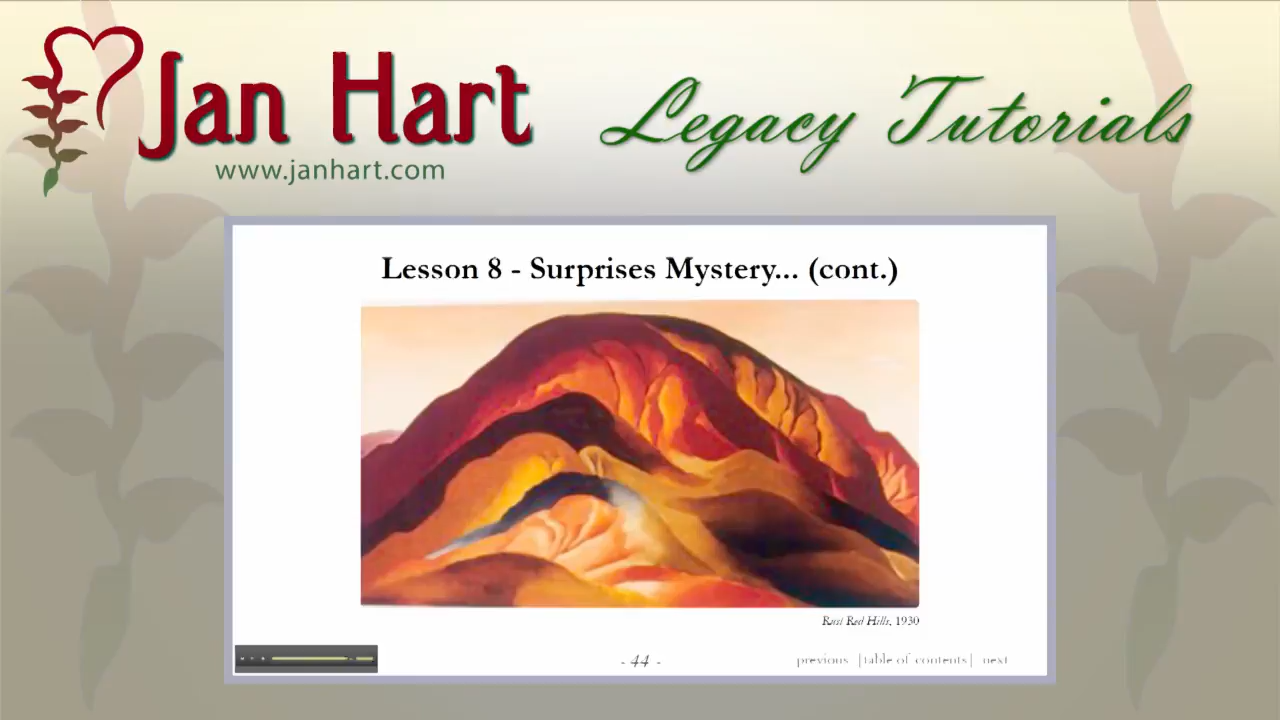 Jan Hart
www.janhart.com
Legacy Tutorials
Lesson 8 - Surprises Mystery... (cont.)
Rust Red Hills, 1930
- 44 -
previous |table of contents| next